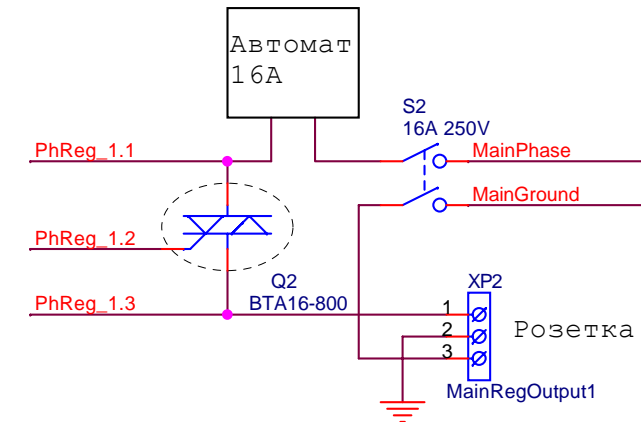 Автомат
16А
S2
16A 250V
PhReg_1.1
MainPhase
MainGround
PhReg_1.2
Q2
XP2
PhReg_1.3
BTA16-800
1
2
3
Розетка
MainRegOutput1